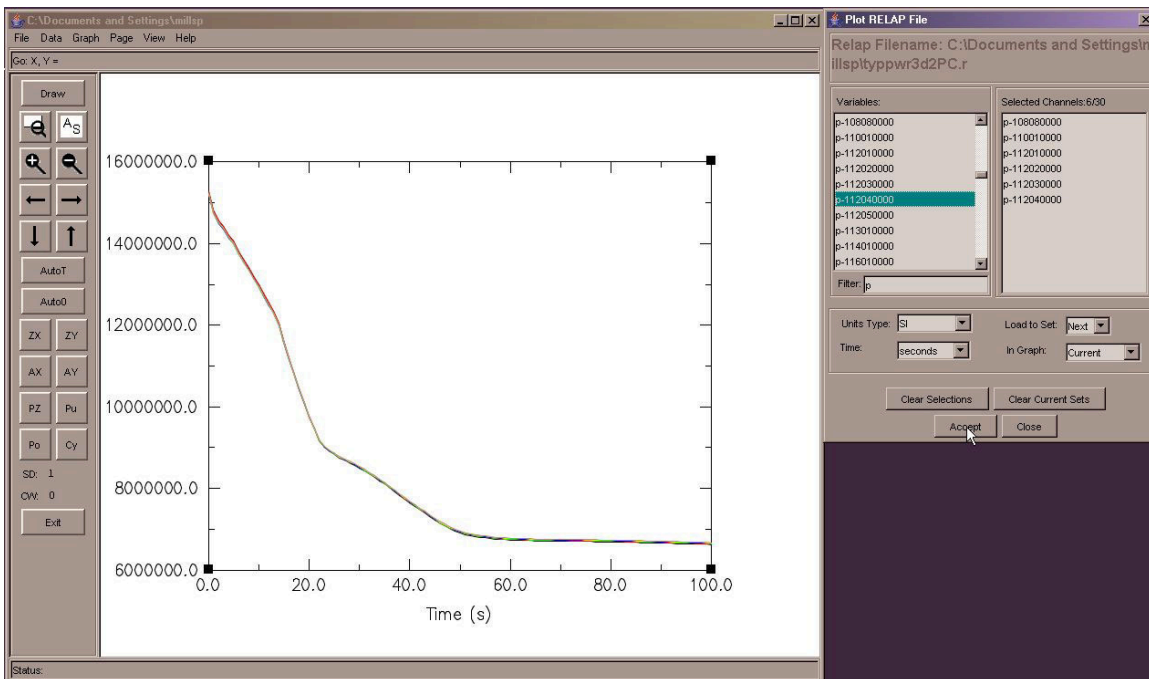 C:\Documents and Settings\millsp
File Data Graph Page View Help
Go: X, Y =
Draw
AS
AutoT
AutoO
ZX ZY
AX AY
PZ Pu
Po Cy
SD: 1
CW: 0
Exit
Status:
16000000.0
14000000.0
12000000.0
10000000.0
8000000.0
6000000.0
0.0 20.0 40.0 60.0 80.0 100.0
Time (s)
Plot RELAP File
Relap Filename: C:\Documents and Settings\m
illsp\typpwr3d2PC.r
Variables:
p-108080000
p-110010000
p-112010000
p-112020000
p-112030000
p-112040000
p-112050000
p-113010000
p-114010000
p-116010000
Filter: p
Selected Channels:6/30
p-108080000
p-110010000
p-112010000
p-112020000
p-112030000
p-112040000
Units Type: SI Load to Set: Next
Time: seconds In Graph: Current
Clear Selections Clear Current Sets
Accept Close